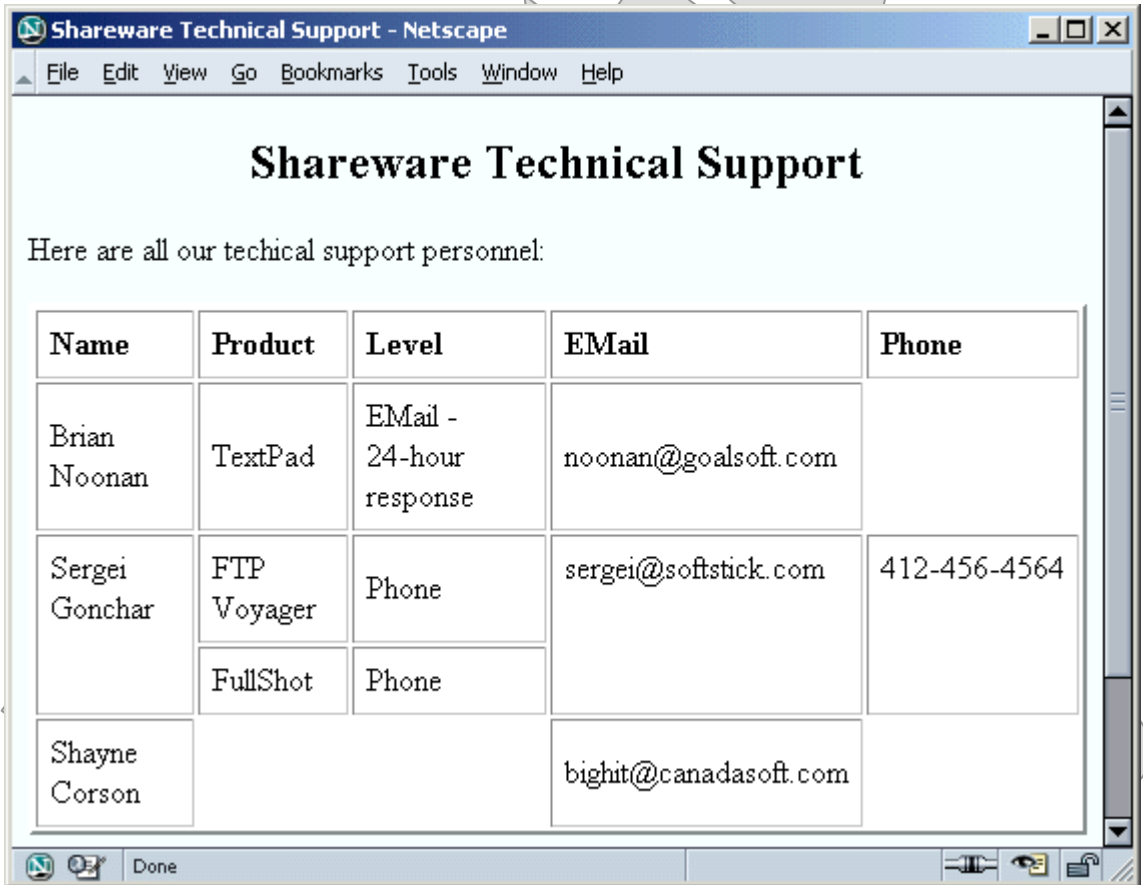 Shareware Technical Support - Netscape
File Edit View Go Bookmarks Tools Window Help
Shareware Technical Support
Here are all our techical support personnel:
Name Product Level EMail Phone
Brian
Noonan
TextPad
EMail -
24-hour
response
noonan@goalsoft.com
Sergei
Gonchar
FTP
Voyager
Phone
sergei@softstick.com
412-456-4564
FullShot
Phone
Shayne
Corson
bighit@canadasoft.com
Done